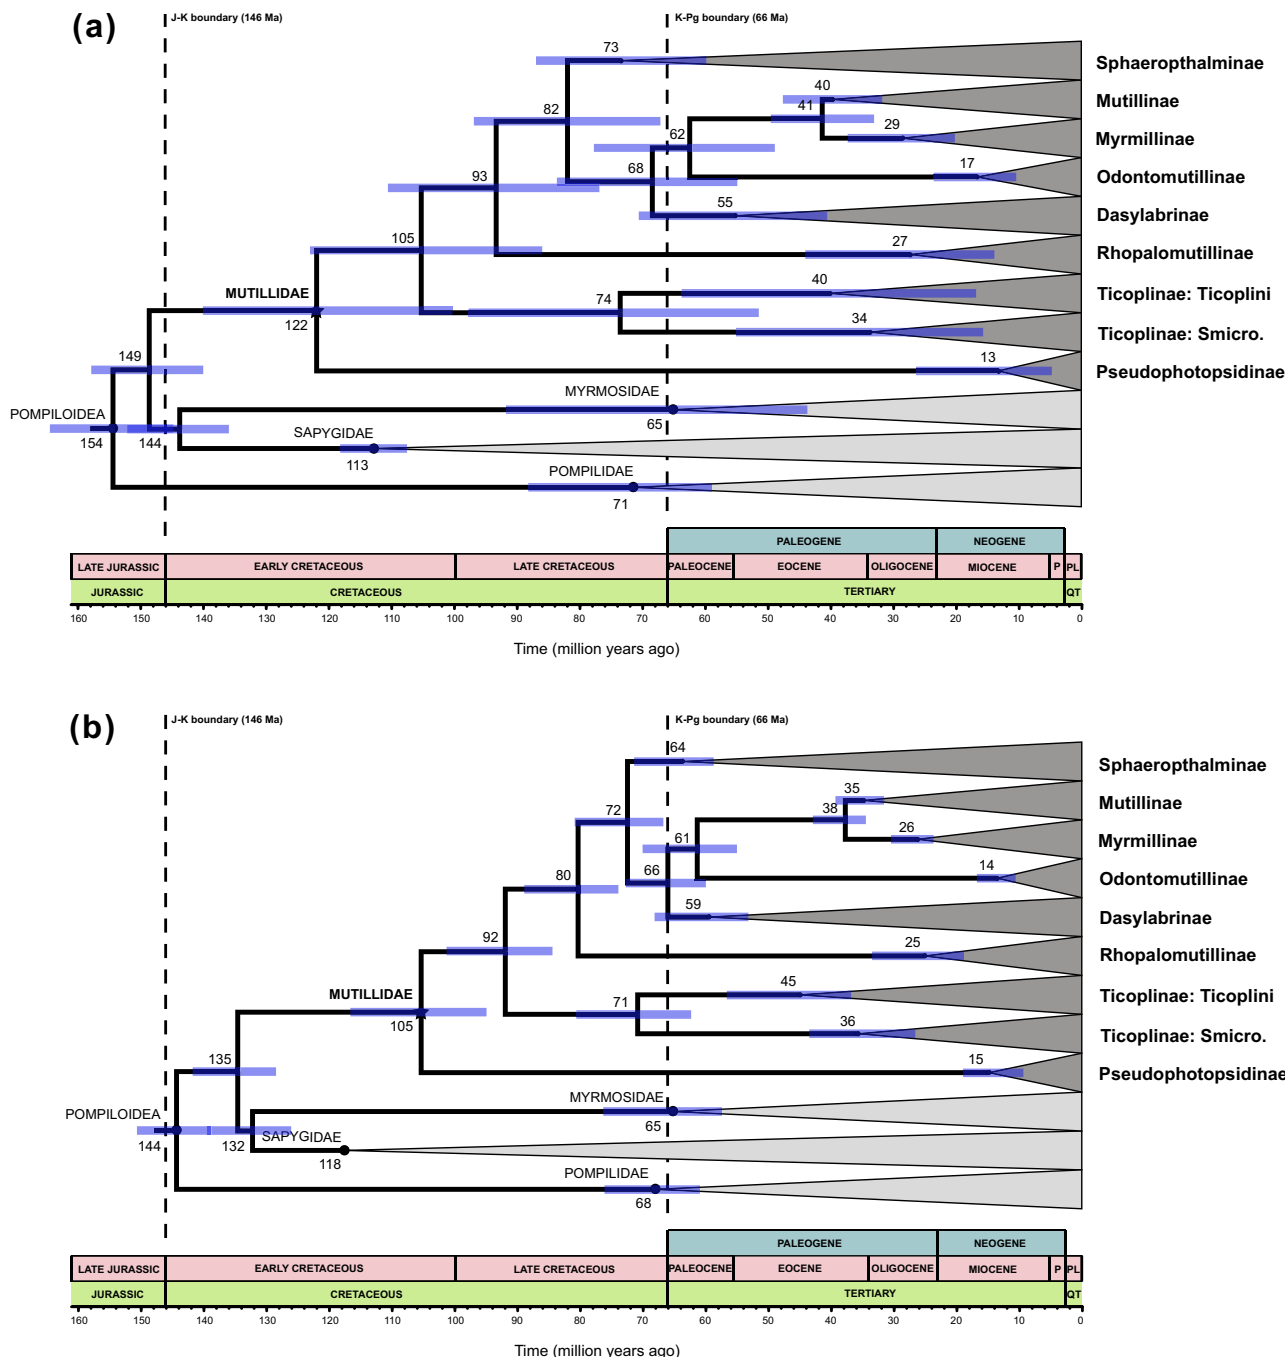 (a)
J-K boundary (146 Ma)
K-Pg boundary (66 Ma)
73
Sphaeropthalminae
40
Mutillinae
82
41
62
29
Myrmillinae
93
68
17
Odontomutillinae
55
Dasylabrinae
105
27
Rhopalomutillinae
MUTILLIDAE
122
74
40
Ticoplinae: Ticoplini
34
Ticoplinae: Smicro.
149
13
Pseudophotopsidinae
POMPILOIDEA
154
144
MYRMOSIDAE
65
SAPYGIDAE
113
POMPILIDAE
71
PALEOGENE NEOGENE
LATE JURASSIC EARLY CRETACEOUS LATE CRETACEOUS PALEOCENE EOCENE OLIGOCENE MIOCENE P PL
JURASSIC CRETACEOUS TERTIARY QT
160 150 140 130 120 110 100 90 80 70 60 50 40 30 20 10 0
Time (million years ago)
(b)
J-K boundary (146 Ma)
K-Pg boundary (66 Ma)
64
Sphaeropthalminae
35
Mutillinae
72
38
61
26
Myrmillinae
80
66
14
Odontomutillinae
59
Dasylabrinae
92
25
Rhopalomutillinae
MUTILLIDAE
105
71
45
Ticoplinae: Ticoplini
36
Ticoplinae: Smicro.
135
15
Pseudophotopsidinae
POMPILOIDEA
144
132
MYRMOSIDAE
65
SAPYGIDAE
118
POMPILIDAE
68
PALEOGENE NEOGENE
LATE JURASSIC EARLY CRETACEOUS LATE CRETACEOUS PALEOCENE EOCENE OLIGOCENE MIOCENE P PL
JURASSIC CRETACEOUS TERTIARY QT
160 150 140 130 120 110 100 90 80 70 60 50 40 30 20 10 0
Time (million years ago)